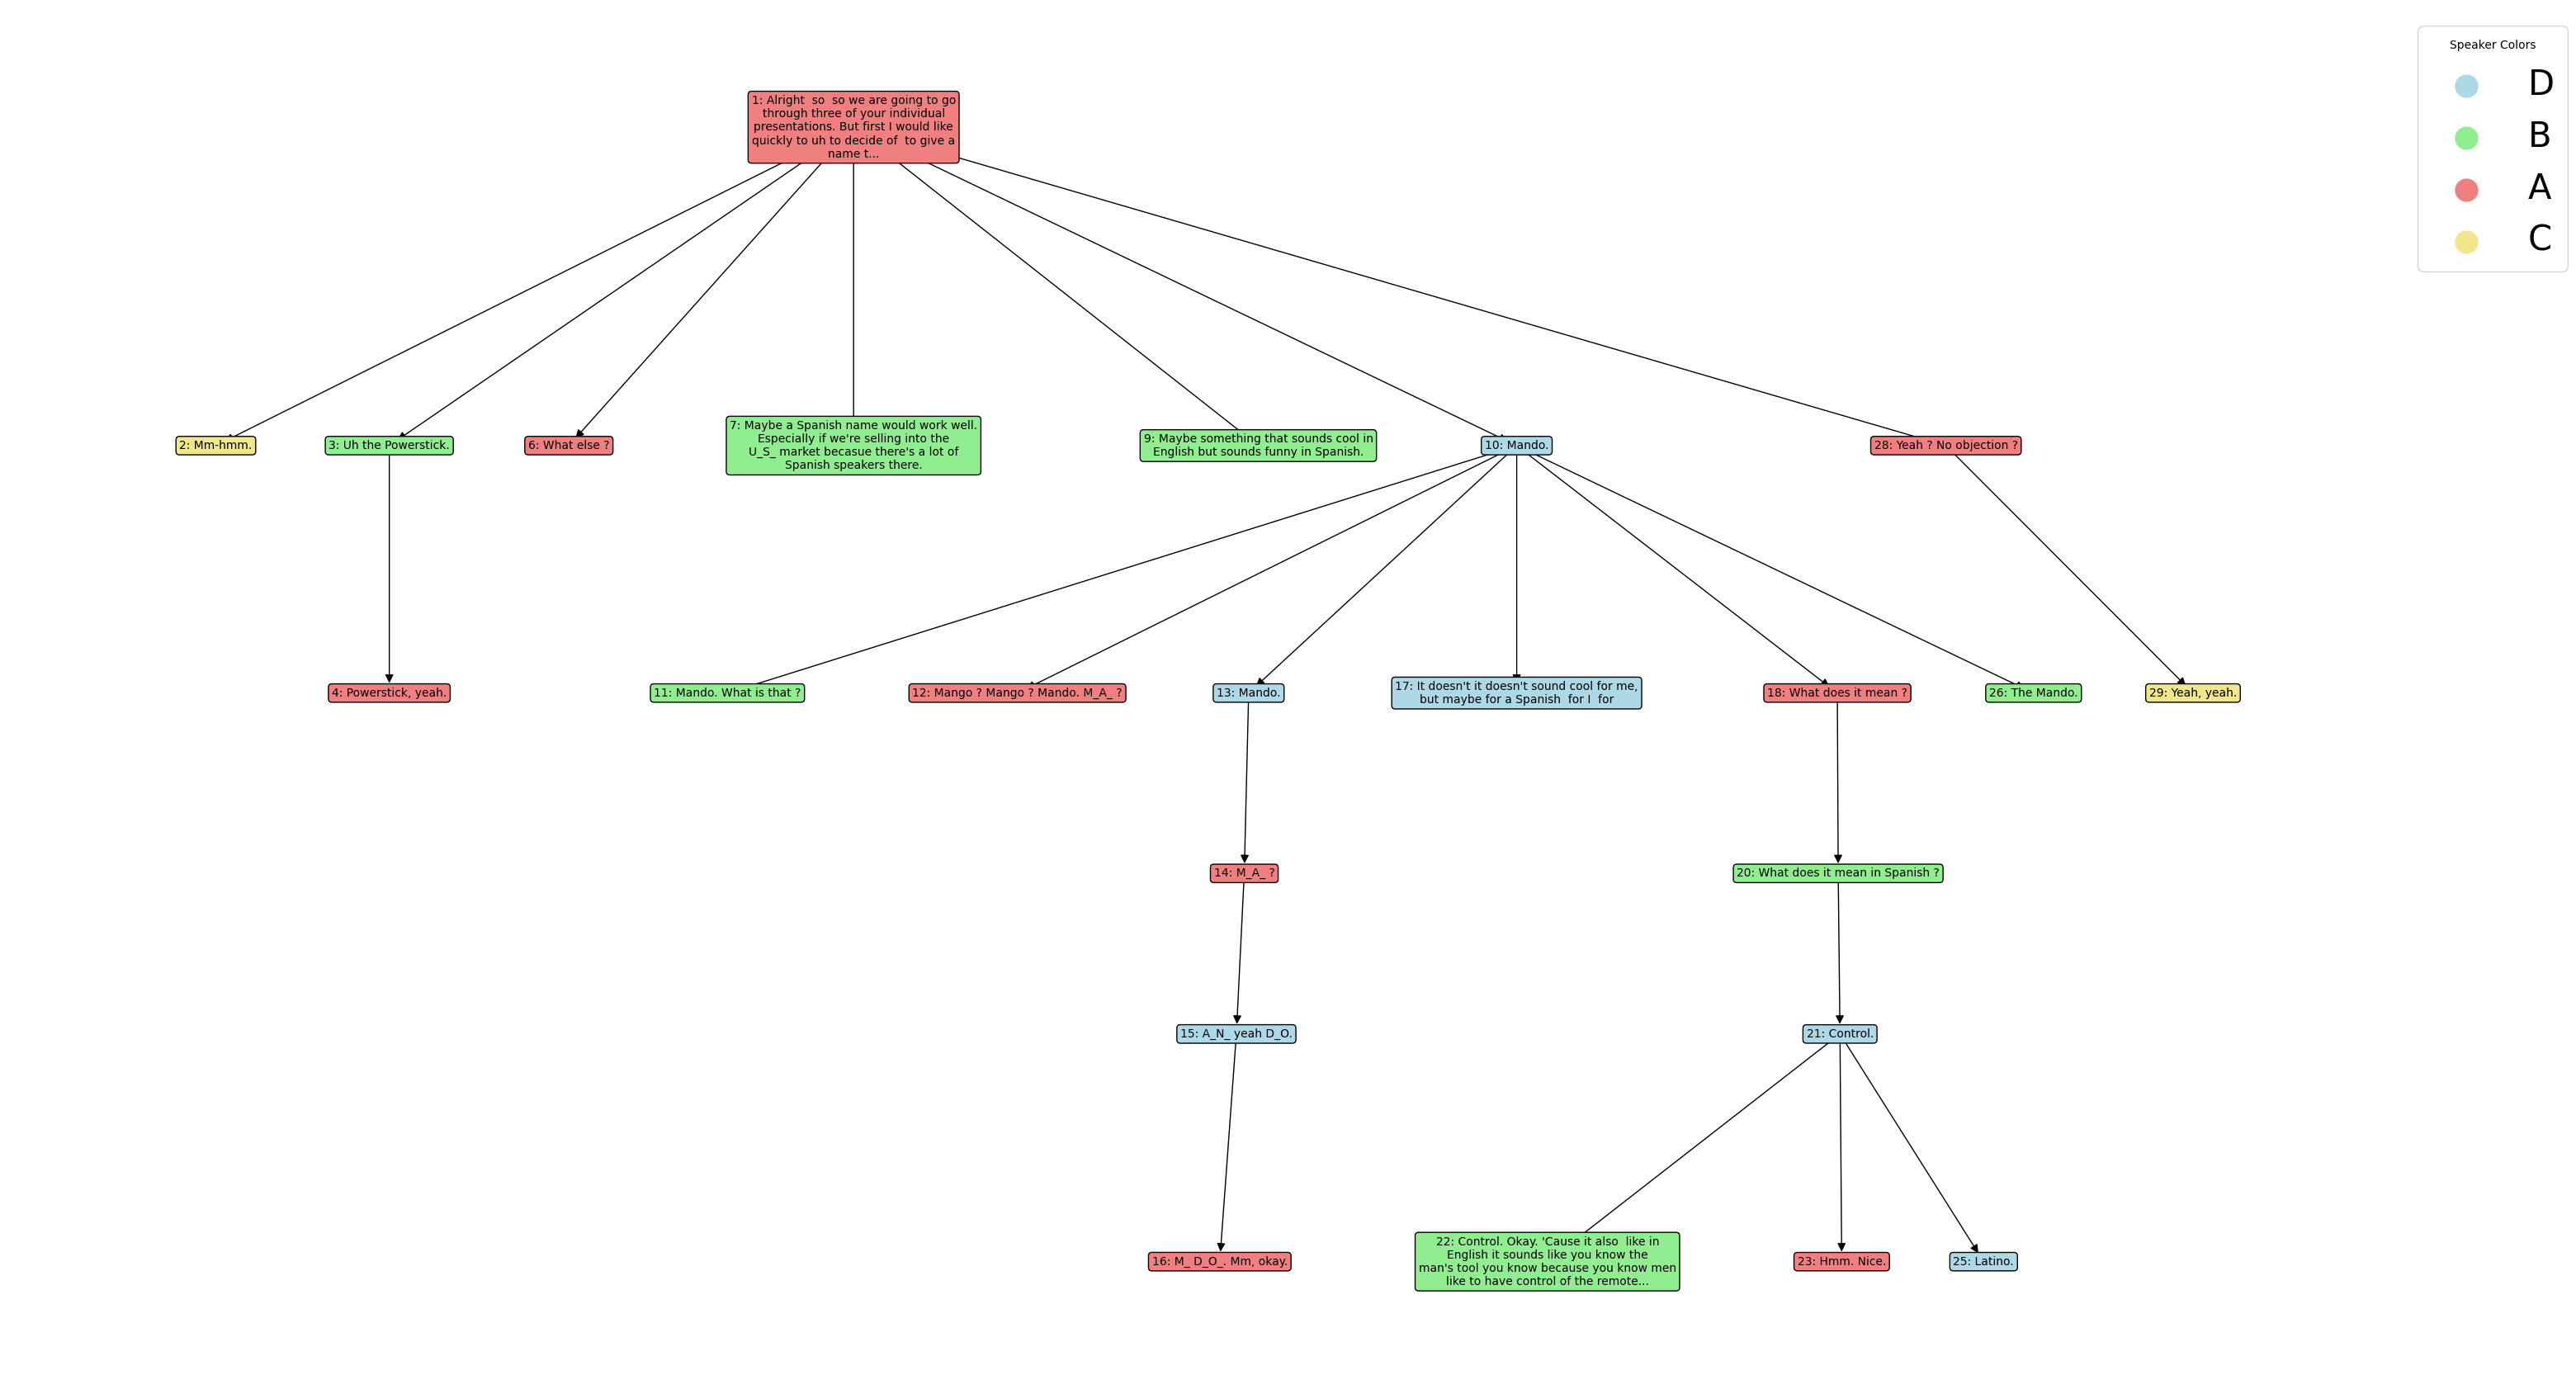 Speaker Colors
D
B
A
C
1: Alright  so  so we are going to go
through three of your individual
presentations. But first I would like
quickly to uh to decide of  to give a
name t...
2: Mm-hmm.
3: Uh the Powerstick.
6: What else ?
7: Maybe a Spanish name would work well.
Especially if we're selling into the
U_S_ market becasue there's a lot of
Spanish speakers there.
9: Maybe something that sounds cool in
English but sounds funny in Spanish.
10: Mando.
28: Yeah ? No objection ?
4: Powerstick, yeah.
11: Mando. What is that ?
12: Mango ? Mango ? Mando. M_A_ ?
13: Mando.
17: It doesn't it doesn't sound cool for me,
but maybe for a Spanish  for I  for
18: What does it mean ?
26: The Mando.
29: Yeah, yeah.
14: M_A_ ?
20: What does it mean in Spanish ?
15: A_N_ yeah D_O.
21: Control.
16: M_ D_O_. Mm, okay.
22: Control. Okay. 'Cause it also  like in
English it sounds like you know the
man's tool you know because you know men
like to have control of the remote...
23: Hmm. Nice.
25: Latino.